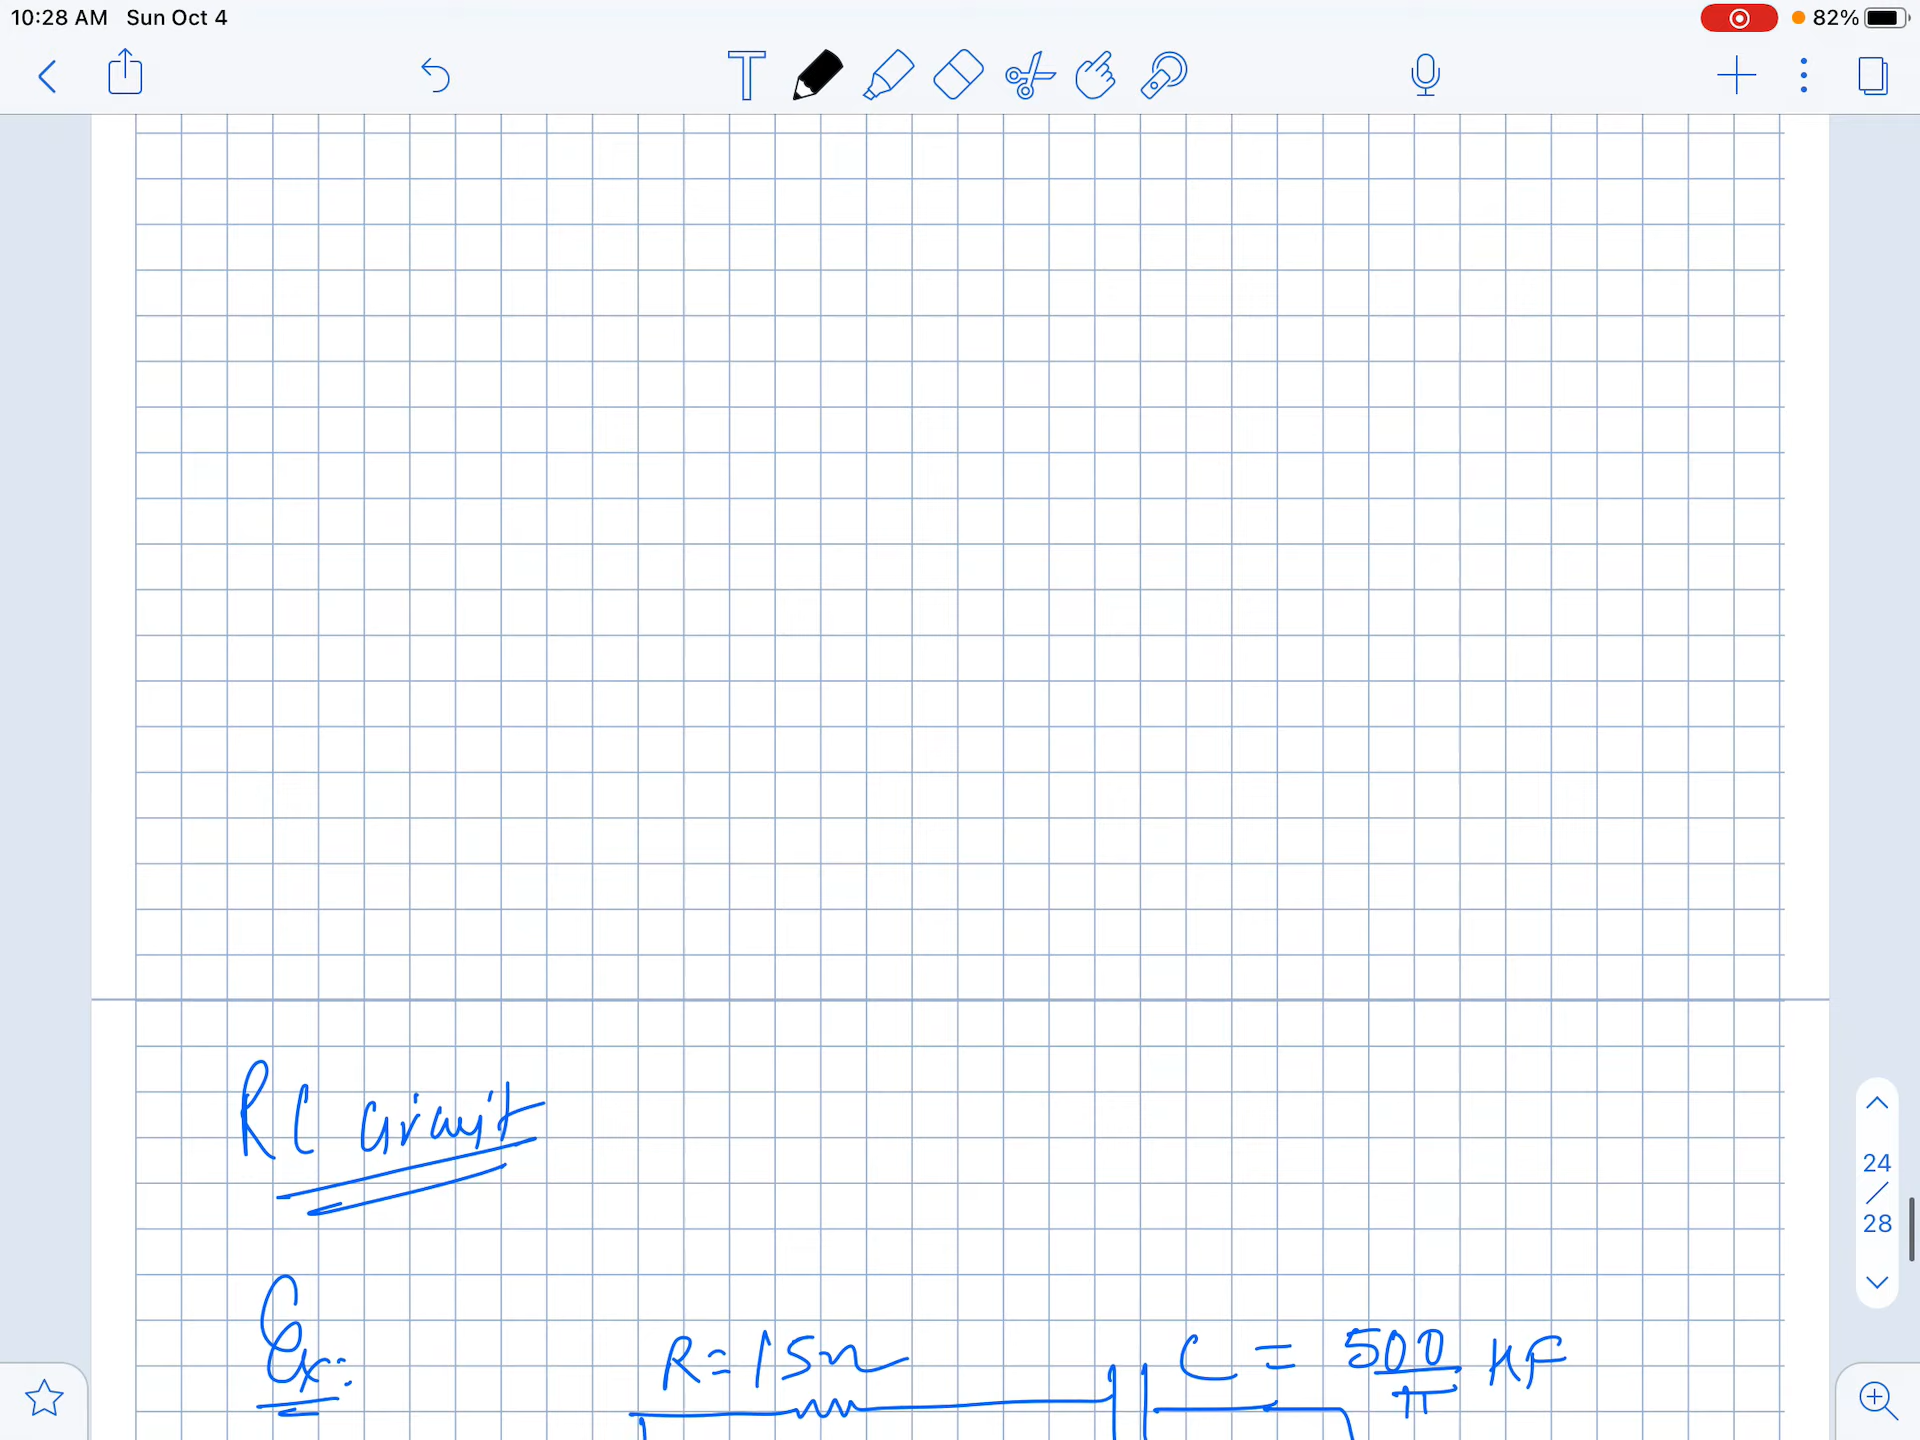 10:28 AM Sun Oct 4
82%
T
RC Circuit
24
/
28
Ex:
R=15Ω
C = 500/π μF